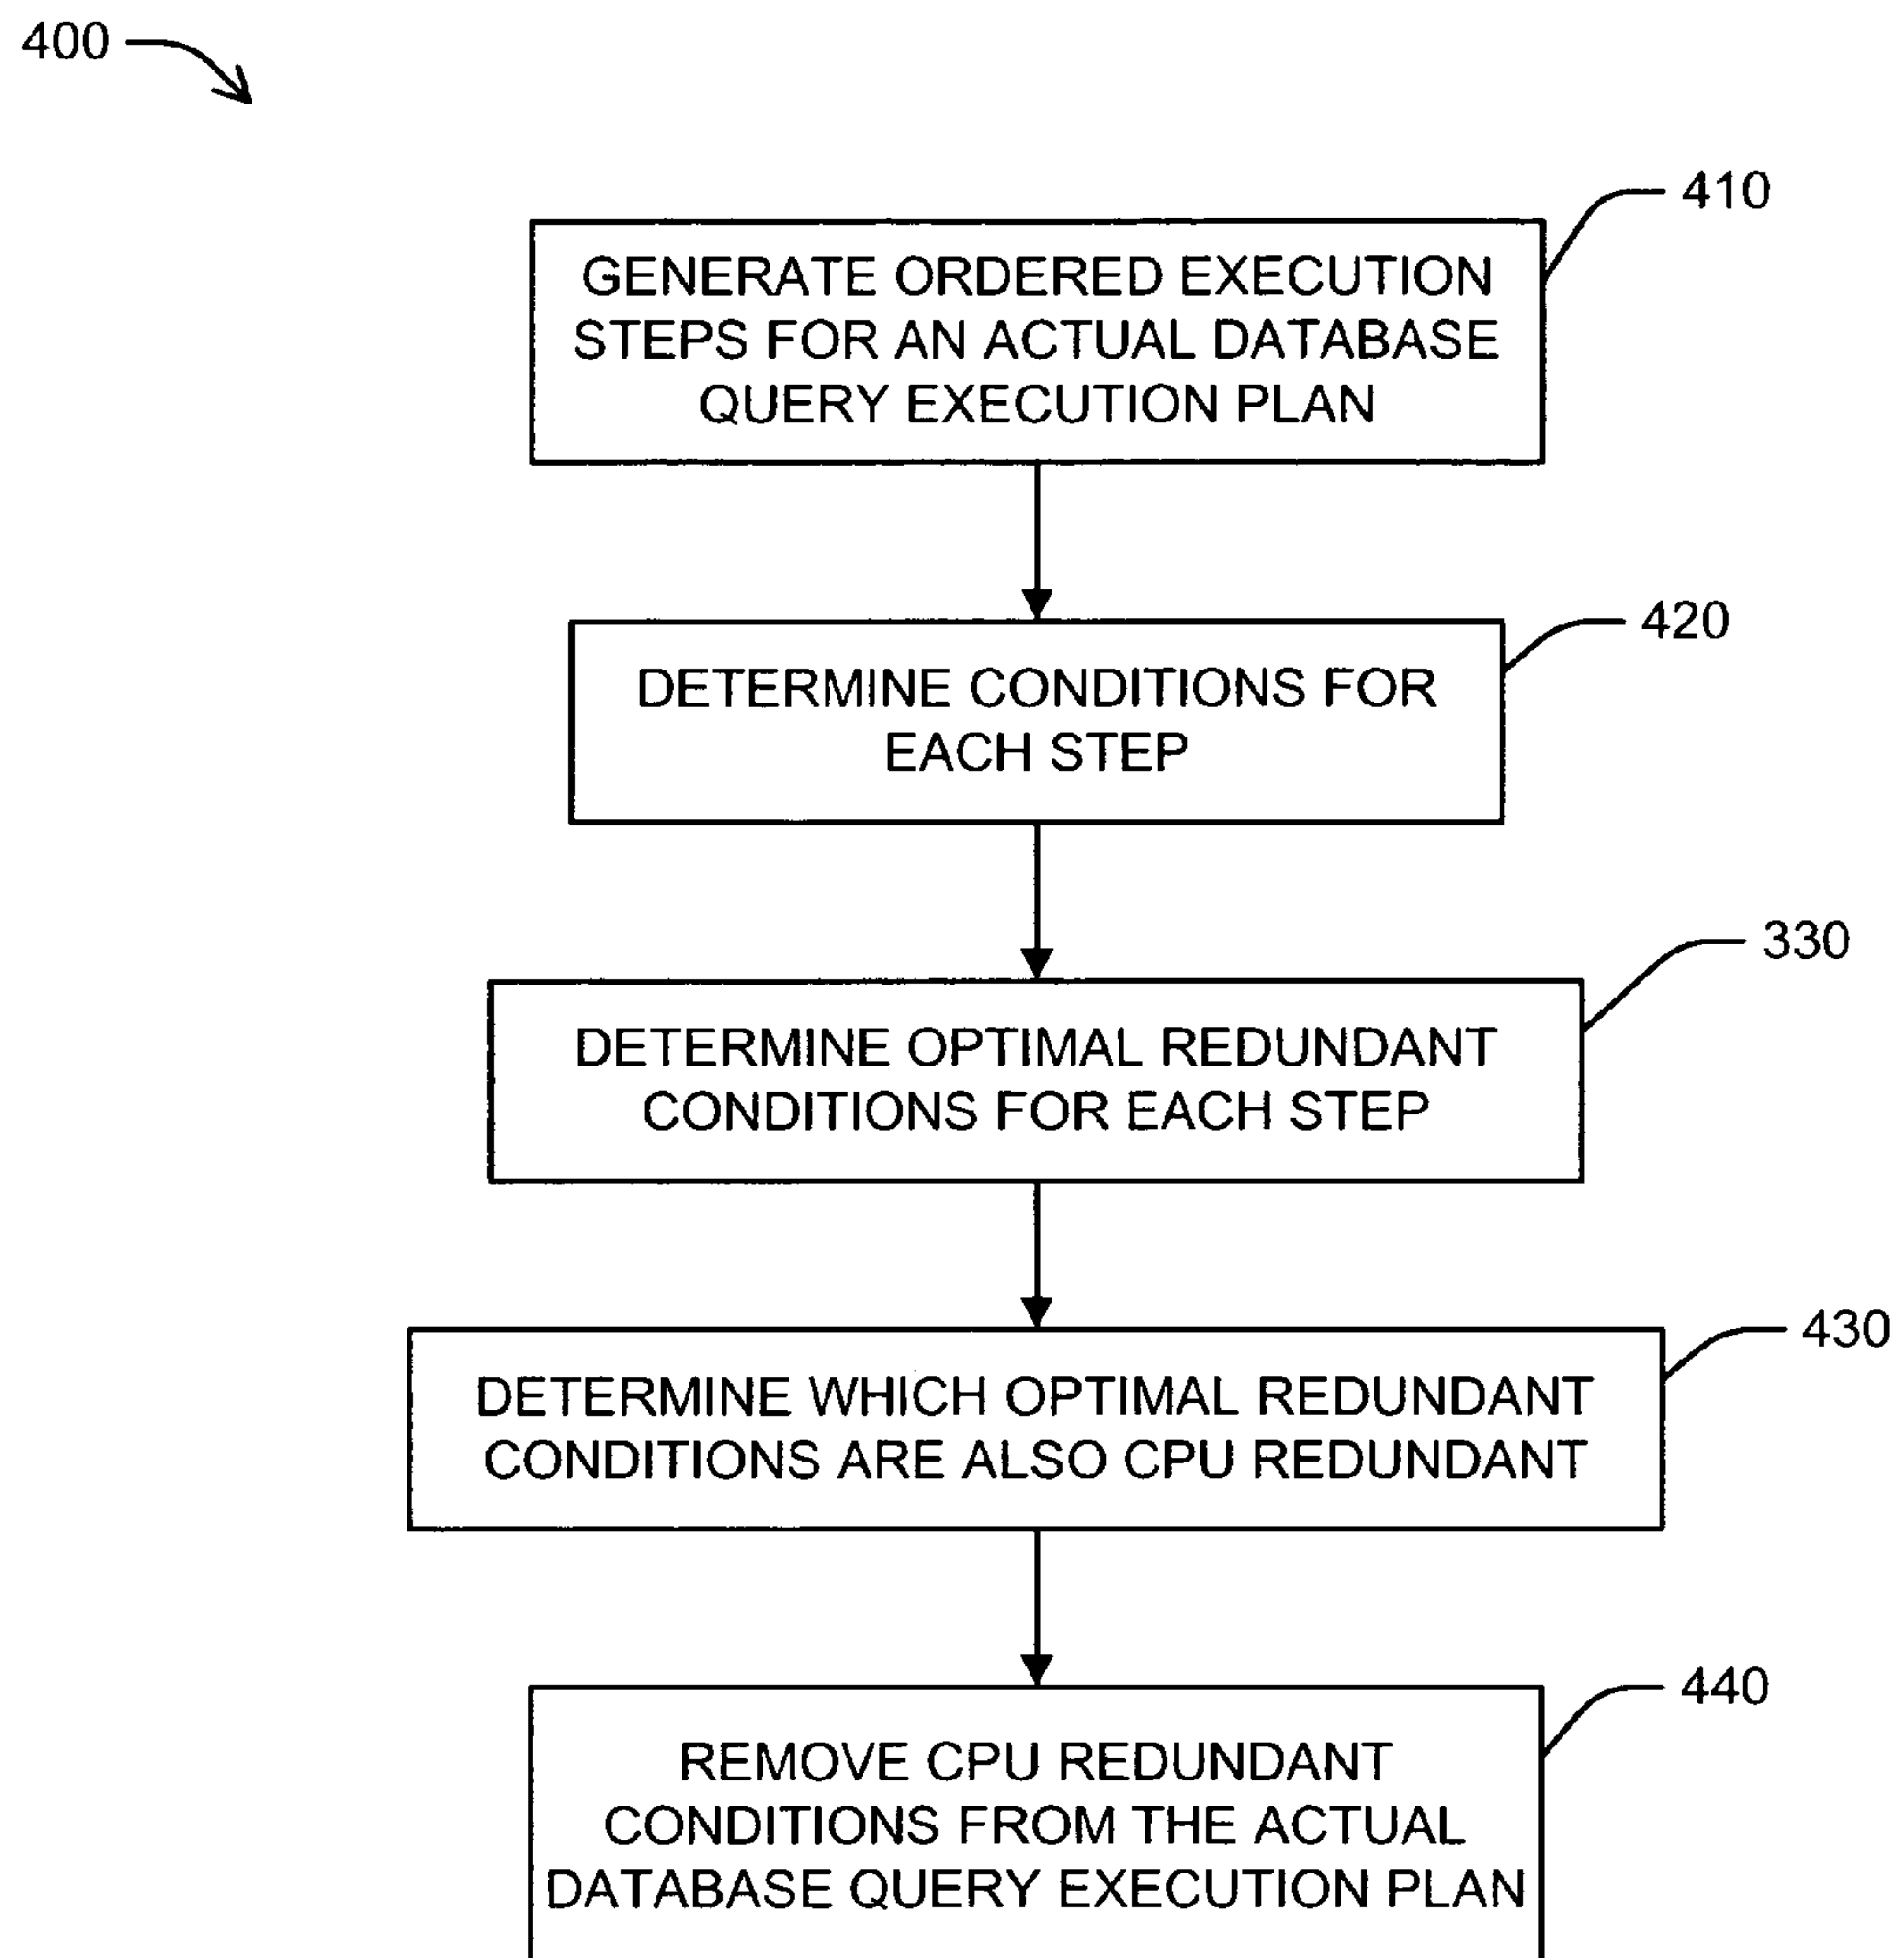 400
410
GENERATE ORDERED EXECUTION
STEPS FOR AN ACTUAL DATABASE
QUERY EXECUTION PLAN
420
DETERMINE CONDITIONS FOR
EACH STEP
330
DETERMINE OPTIMAL REDUNDANT
CONDITIONS FOR EACH STEP
430
DETERMINE WHICH OPTIMAL REDUNDANT
CONDITIONS ARE ALSO CPU REDUNDANT
440
REMOVE CPU REDUNDANT
CONDITIONS FROM THE ACTUAL
DATABASE QUERY EXECUTION PLAN